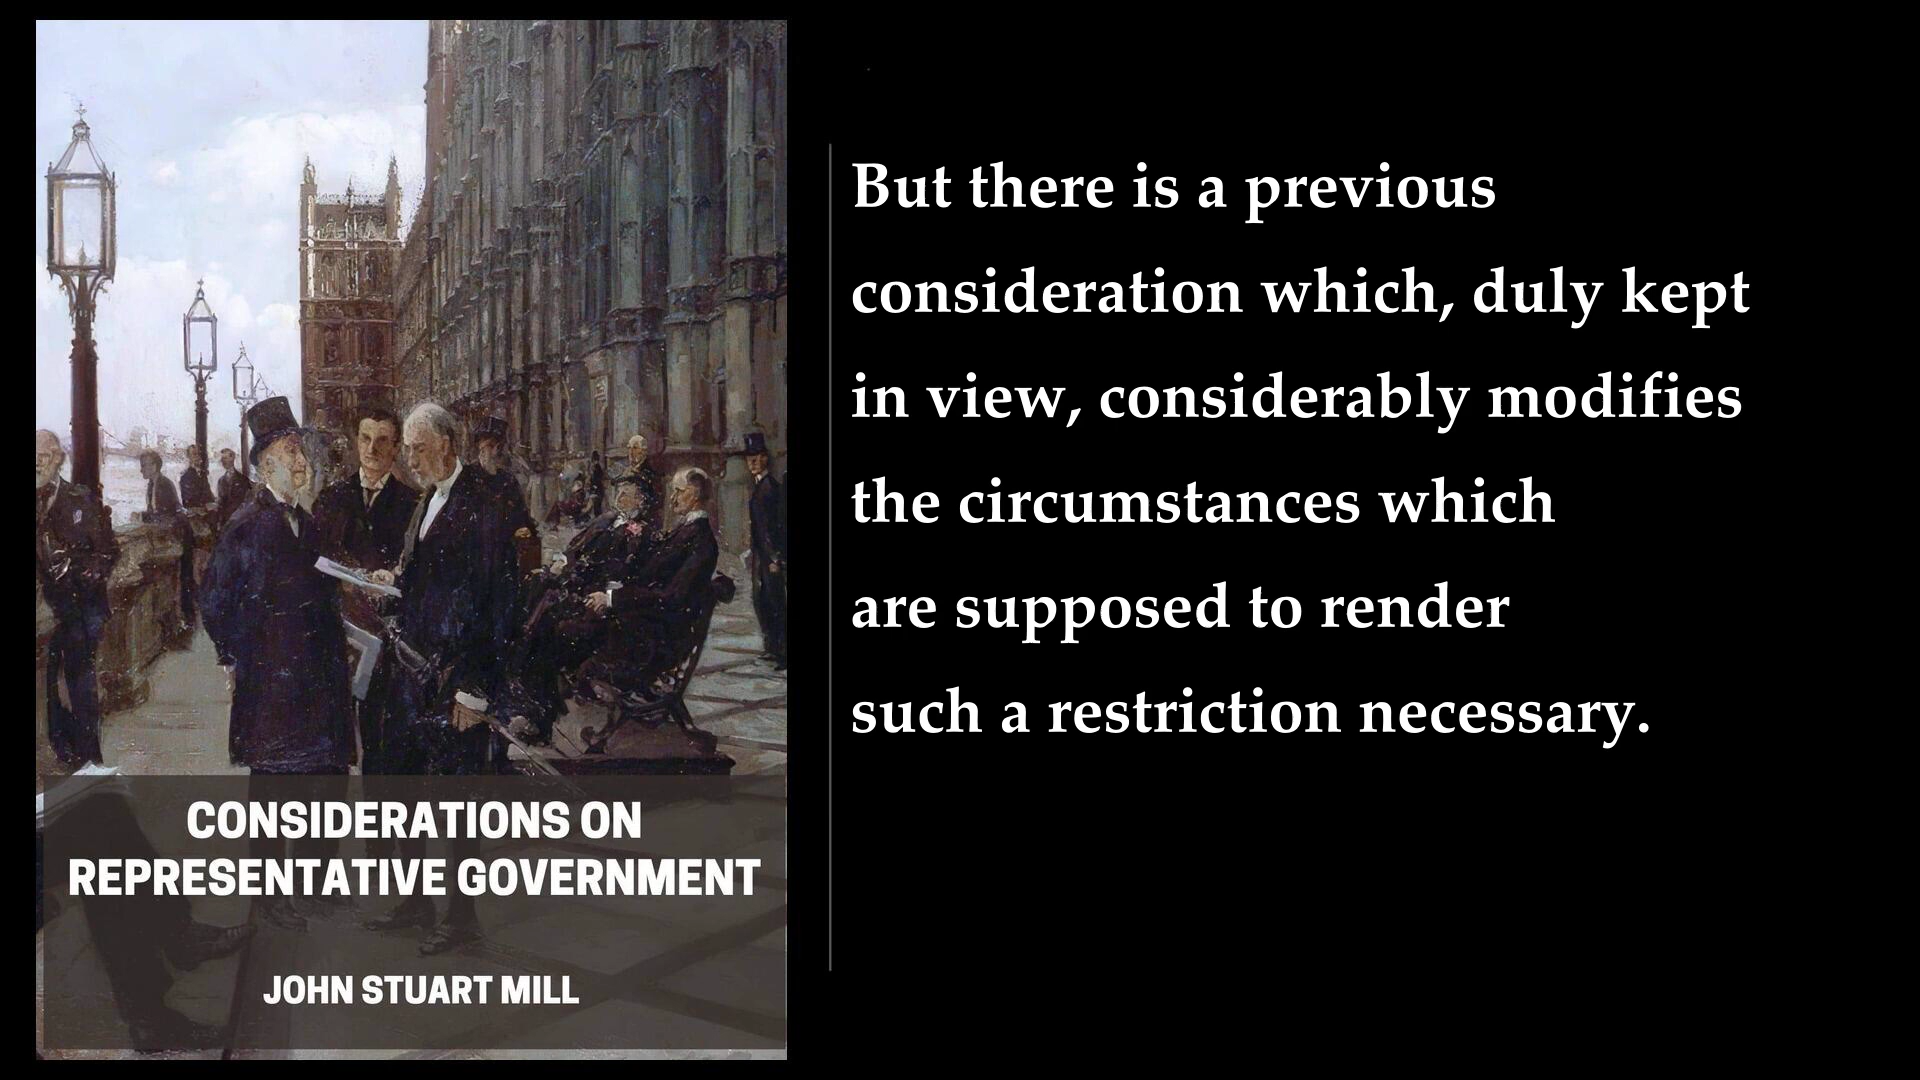 But there is a previous
consideration which, duly kept
in view, considerably modifies
the circumstances which
are supposed to render
such a restriction necessary.
CONSIDERATIONS ON
REPRESENTATIVE GOVERNMENT
JOHN STUART MILL